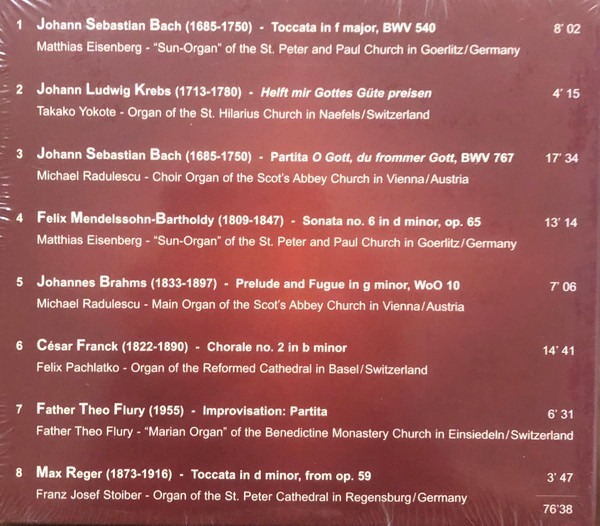 1 Johann Sebastian Bach (1685-1750) - Toccata in f major, BWV 540 8' 02
Matthias Eisenberg - "Sun-Organ" of the St. Peter and Paul Church in Goerlitz/Germany
2 Johann Ludwig Krebs (1713-1780) - Helft mir Gottes Güte preisen 4' 15
Takako Yokote - Organ of the St. Hilarius Church in Naefels/Switzerland
3 Johann Sebastian Bach (1685-1750) - Partita O Gott, du frommer Gott, BWV 767 17' 34
Michael Radulescu - Choir Organ of the Scot's Abbey Church in Vienna/Austria
4 Felix Mendelssohn-Bartholdy (1809-1847) - Sonata no. 6 in d minor, op. 65 13' 14
Matthias Eisenberg - "Sun-Organ" of the St. Peter and Paul Church in Goerlitz/Germany
5 Johannes Brahms (1833-1897) - Prelude and Fugue in g minor, WoO 10 7' 06
Michael Radulescu - Main Organ of the Scot's Abbey Church in Vienna/Austria
6 César Franck (1822-1890) - Chorale no. 2 in b minor 14' 41
Felix Pachlatko - Organ of the Reformed Cathedral in Basel/Switzerland
7 Father Theo Flury (1955) - Improvisation: Partita 6' 31
Father Theo Flury - "Marian Organ" of the Benedictine Monastery Church in Einsiedeln/Switzerland
8 Max Reger (1873-1916) - Toccata in d minor, from op. 59 3' 47
Franz Josef Stoiber - Organ of the St. Peter Cathedral in Regensburg/Germany
76'38